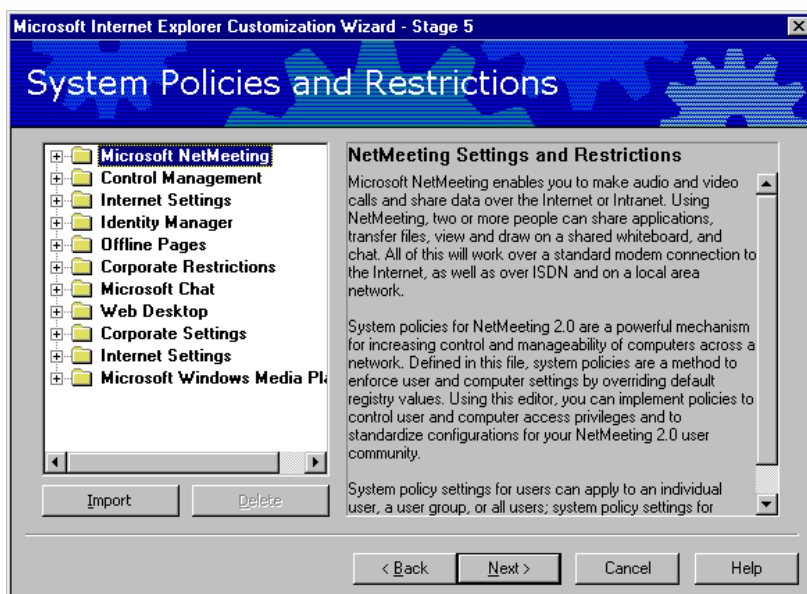 Microsoft Internet Explorer Customization Wizard - Stage 5
System Policies and Restrictions
Microsoft NetMeeting
Control Management
Internet Settings
Identity Manager
Offline Pages
Corporate Restrictions
Microsoft Chat
Web Desktop
Corporate Settings
Internet Settings
Microsoft Windows Media Pla
Import
Delete
NetMeeting Settings and Restrictions
Microsoft NetMeeting enables you to make audio and video
calls and share data over the Internet or Intranet. Using
NetMeeting, two or more people can share applications,
transfer files, view and draw on a shared whiteboard, and
chat. All of this will work over a standard modem connection to
the Internet, as well as over ISDN and on a local area
network.
System policies for NetMeeting 2.0 are a powerful mechanism
for increasing control and manageability of computers across a
network. Defined in this file, system policies are a method to
enforce user and computer settings by overriding default
registry values. Using this editor, you can implement policies to
control user and computer access privileges and to
standardize configurations for your NetMeeting 2.0 user
community.
System policy settings for users can apply to an individual
user, a user group, or all users; system policy settings for
< Back
Next >
Cancel
Help